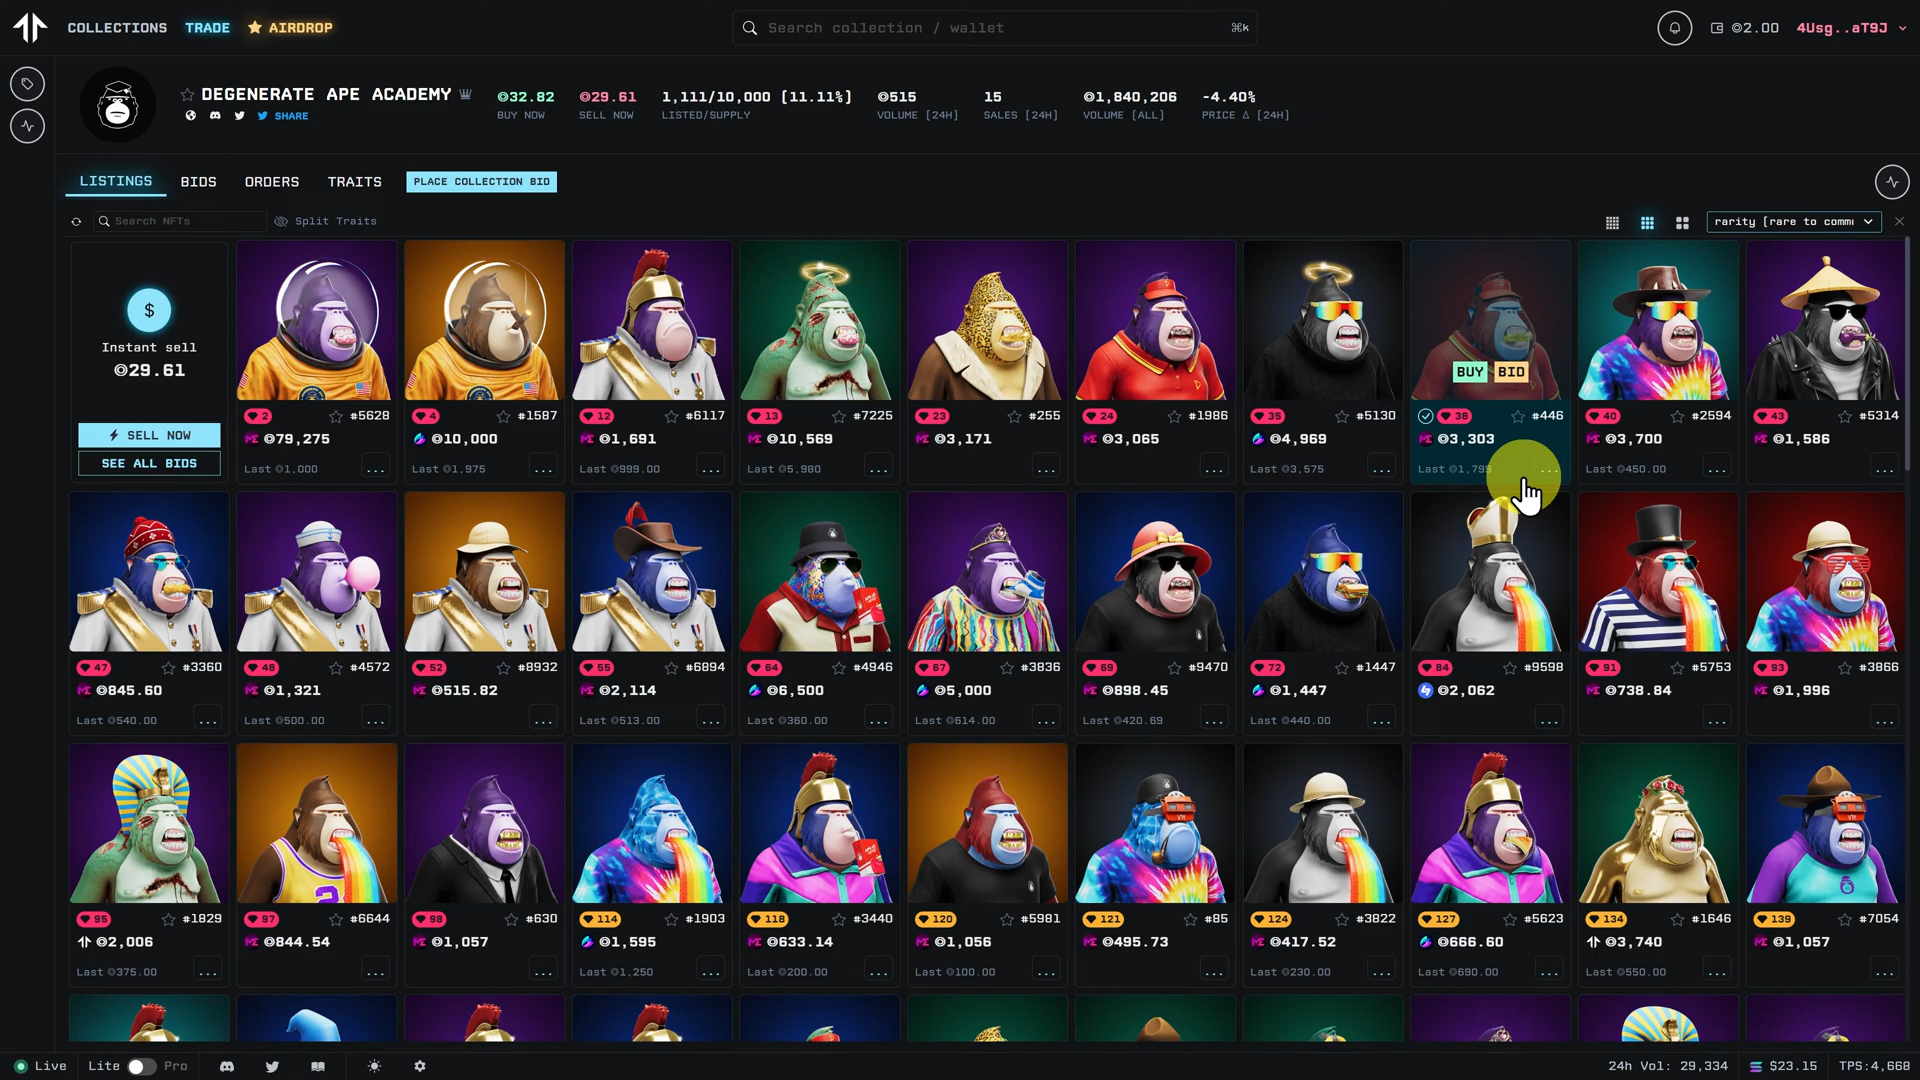 COLLECTIONS TRADE AIRDROP Search collection / wallet ⌘K ◎2.00 4Usg..aT9J
DEGENERATE APE ACADEMY ◎32.82 ◎29.61 1,111/10,000 [11.11%] ◎515 15 ◎1,840,206 -4.40%
SHARE BUY NOW SELL NOW LISTED/SUPPLY VOLUME [24H] SALES [24H] VOLUME [ALL] PRICE Δ [24H]
LISTINGS BIDS ORDERS TRAITS PLACE COLLECTION BID
Search NFTs Split Traits rarity [rare to comm
Instant sell
◎29.61
SELL NOW
SEE ALL BIDS
BUY BID
2 #5628 4 #1587 12 #6117 13 #7225 23 #255 24 #1986 35 #5130 38 #446 40 #2594 43 #5314
◎79,275 ◎10,000 ◎1,691 ◎10,569 ◎3,171 ◎3,065 ◎4,969 ◎3,303 ◎3,700 ◎1,586
Last ◎1,000 ... Last ◎1,975 ... Last ◎999.00 ... Last ◎5,980 ... ... ... Last ◎3,575 ... Last ◎1,799 ... Last ◎450.00 ... ...
47 #3360 48 #4572 52 #8932 55 #6894 64 #4946 67 #3836 69 #9470 72 #1447 84 #9598 91 #5753 93 #3866
◎845.60 ◎1,321 ◎515.82 ◎2,114 ◎6,500 ◎5,000 ◎898.45 ◎1,447 ◎2,062 ◎738.84 ◎1,996
Last ◎540.00 ... Last ◎500.00 ... ... Last ◎513.00 ... Last ◎360.00 ... Last ◎614.00 ... Last ◎420.69 ... Last ◎440.00 ... ... ... ...
95 #1829 97 #6644 98 #630 114 #1903 118 #3440 120 #5981 121 #85 124 #3822 127 #5623 134 #1646 139 #7054
◎2,006 ◎844.54 ◎1,057 ◎1,595 ◎633.14 ◎1,056 ◎495.73 ◎417.52 ◎666.60 ◎3,740 ◎1,057
Last ◎375.00 ... ... ... Last ◎1,250 ... Last ◎200.00 ... Last ◎100.00 ... ... Last ◎230.00 ... Last ◎690.00 ... Last ◎550.00 ... ...
Live Lite Pro 24h Vol: 29,334 $23.15 TPS:4,668